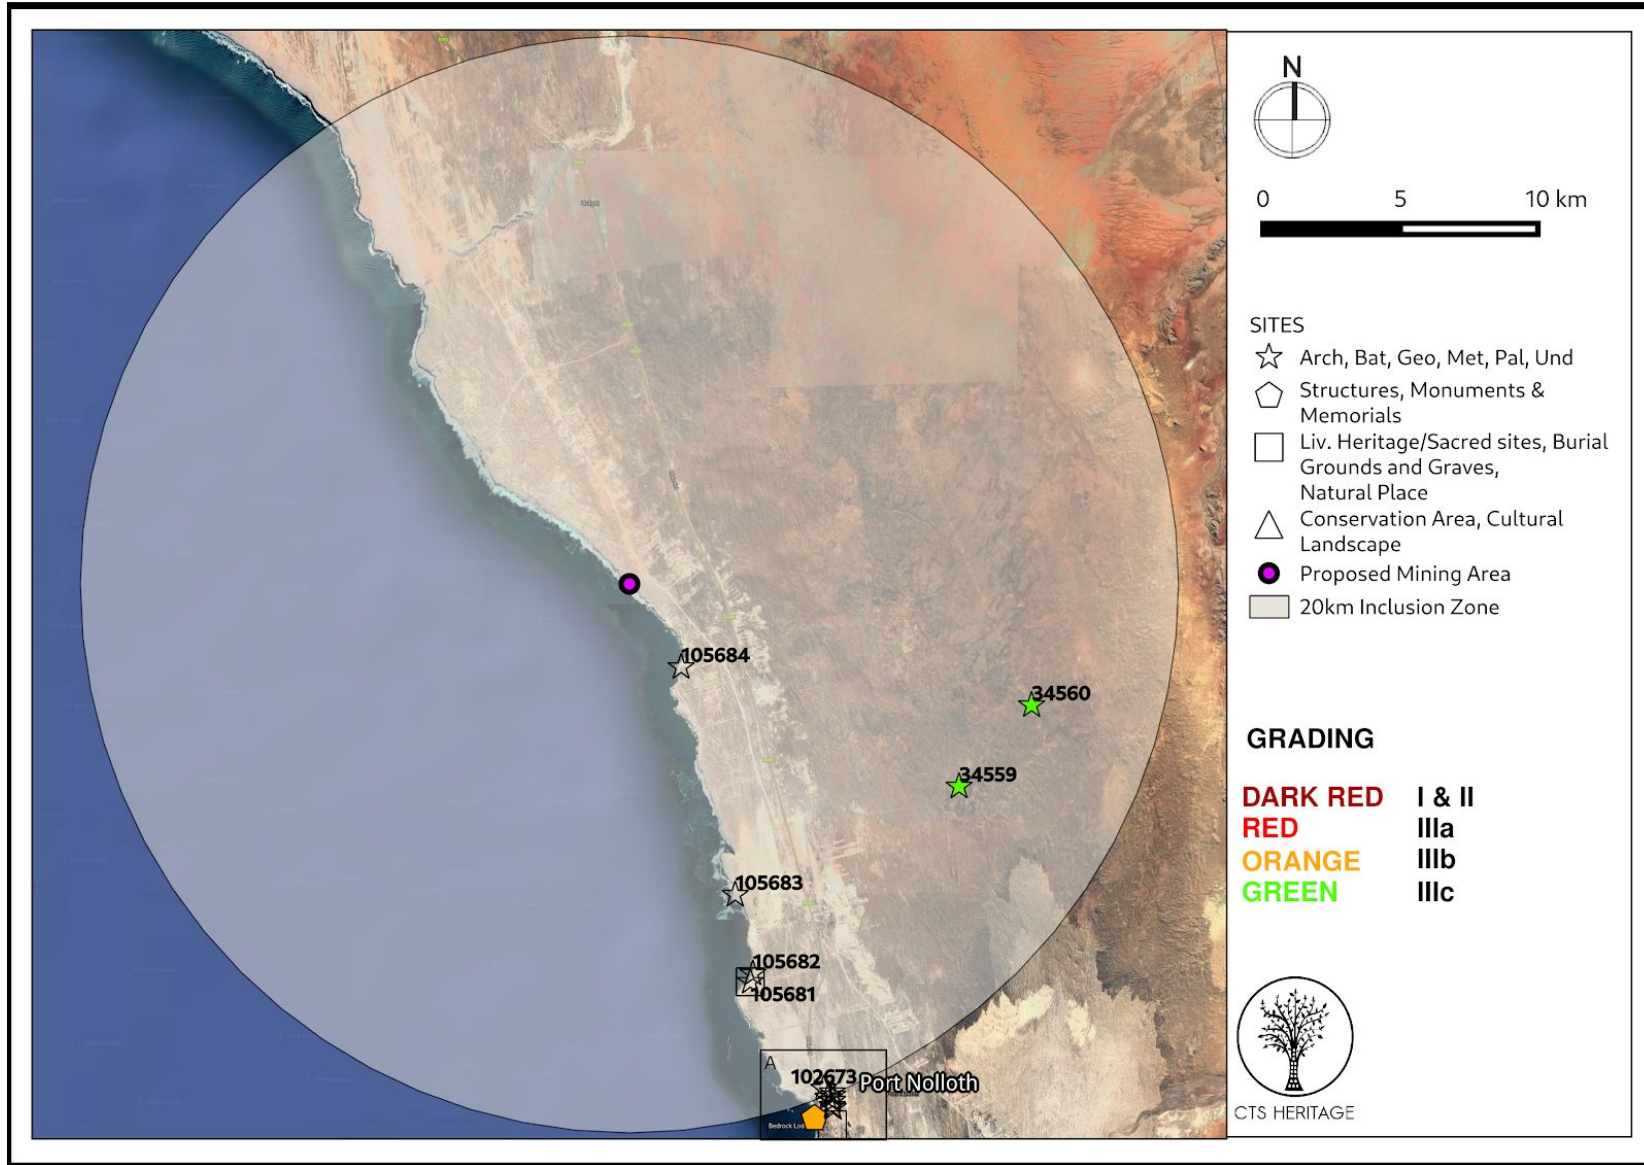 N
0 5 10 km
SITES
Arch, Bat, Geo, Met, Pal, Und
Structures, Monuments &
Memorials
Liv. Heritage/Sacred sites, Burial
Grounds and Graves,
Natural Place
Conservation Area, Cultural
Landscape
Proposed Mining Area
20km Inclusion Zone
GRADING
DARK RED I & II
RED IIIa
ORANGE IIIb
GREEN IIIc
CTS HERITAGE
105684
34560
34559
105683
105682
105681
A
102673
Port Nolloth